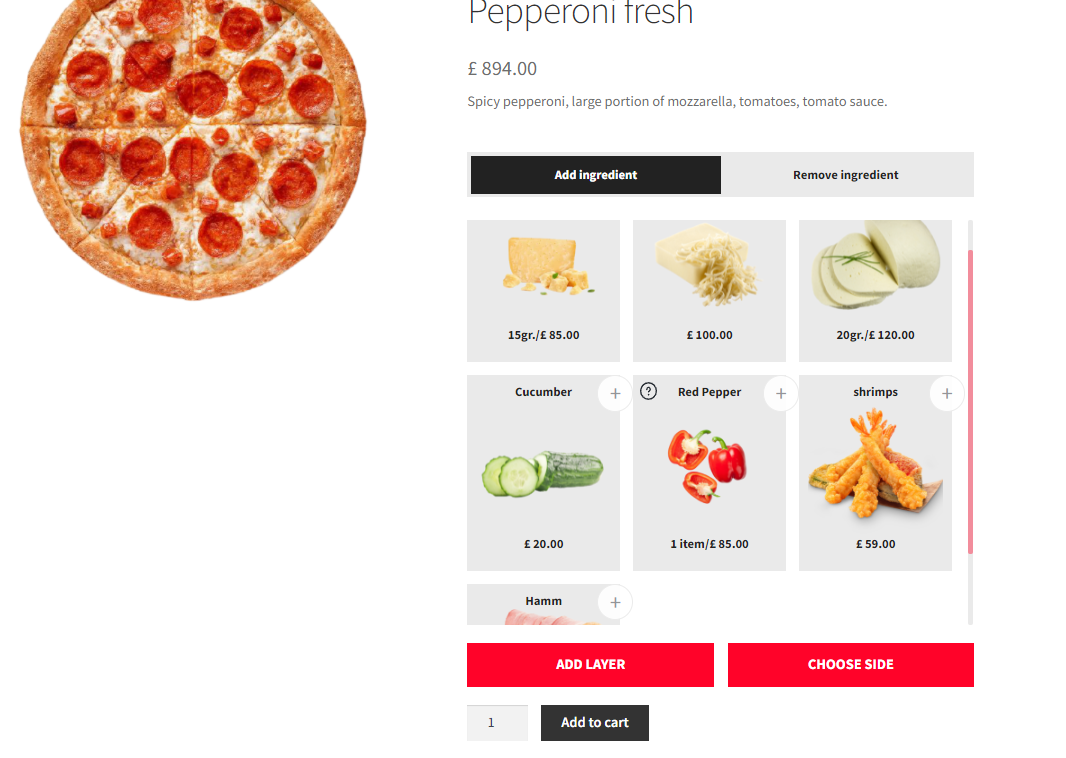 Pepperoni fresh
£ 894.00
Spicy pepperoni, large portion of mozzarella, tomatoes, tomato sauce.
Add ingredient
Remove ingredient
15gr./£ 85.00
£ 100.00
20gr./£ 120.00
Cucumber
+
?
Red Pepper
+
shrimps
+
£ 20.00
1 item/£ 85.00
£ 59.00
Hamm
+
ADD LAYER
CHOOSE SIDE
1
Add to cart